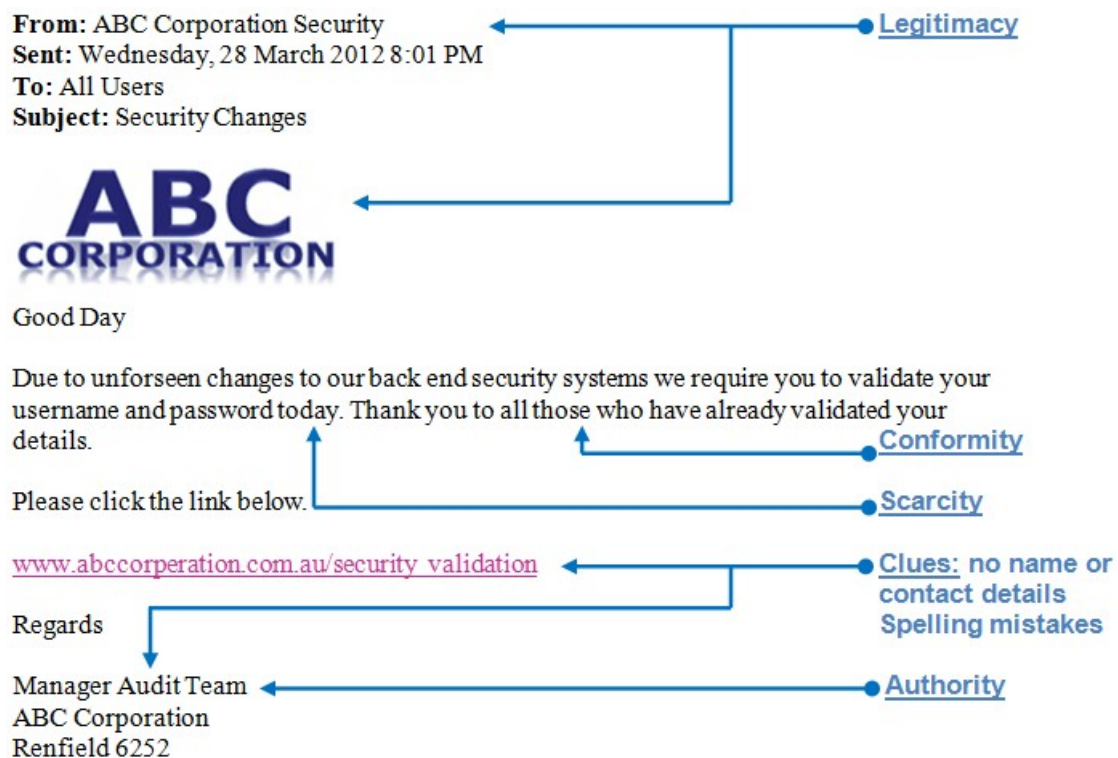 From: ABC Corporation Security
Legitimacy
Sent: Wednesday, 28 March 2012 8:01 PM
To: All Users
Subject: Security Changes
ABC
CORPORATION
Good Day
Due to unforseen changes to our back end security systems we require you to validate your
username and password today. Thank you to all those who have already validated your
details.
Conformity
Please click the link below.
Scarcity
www.abccorperation.com.au/security_validation
Clues: no name or
contact details
Spelling mistakes
Regards
Manager Audit Team
Authority
ABC Corporation
Renfield 6252